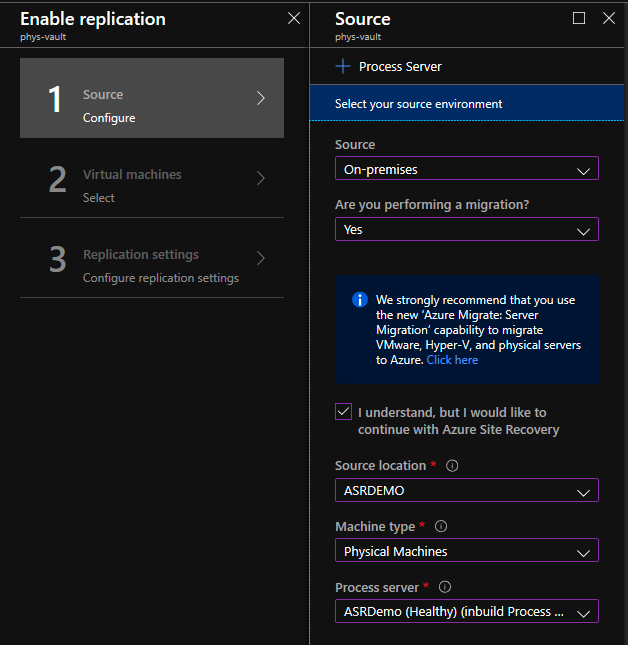 Enable replication
phys-vault
1
Source
Configure
2
Virtual machines
Select
3
Replication settings
Configure replication settings
Source
phys-vault
Process Server
Select your source environment
Source
On-premises
Are you performing a migration?
Yes
We strongly recommend that you use
the new ‘Azure Migrate: Server
Migration’ capability to migrate
VMware, Hyper-V, and physical servers
to Azure. Click here
I understand, but I would like to
continue with Azure Site Recovery
Source location *
ASRDEMO
Machine type *
Physical Machines
Process server *
ASRDemo (Healthy) (inbuild Process ...